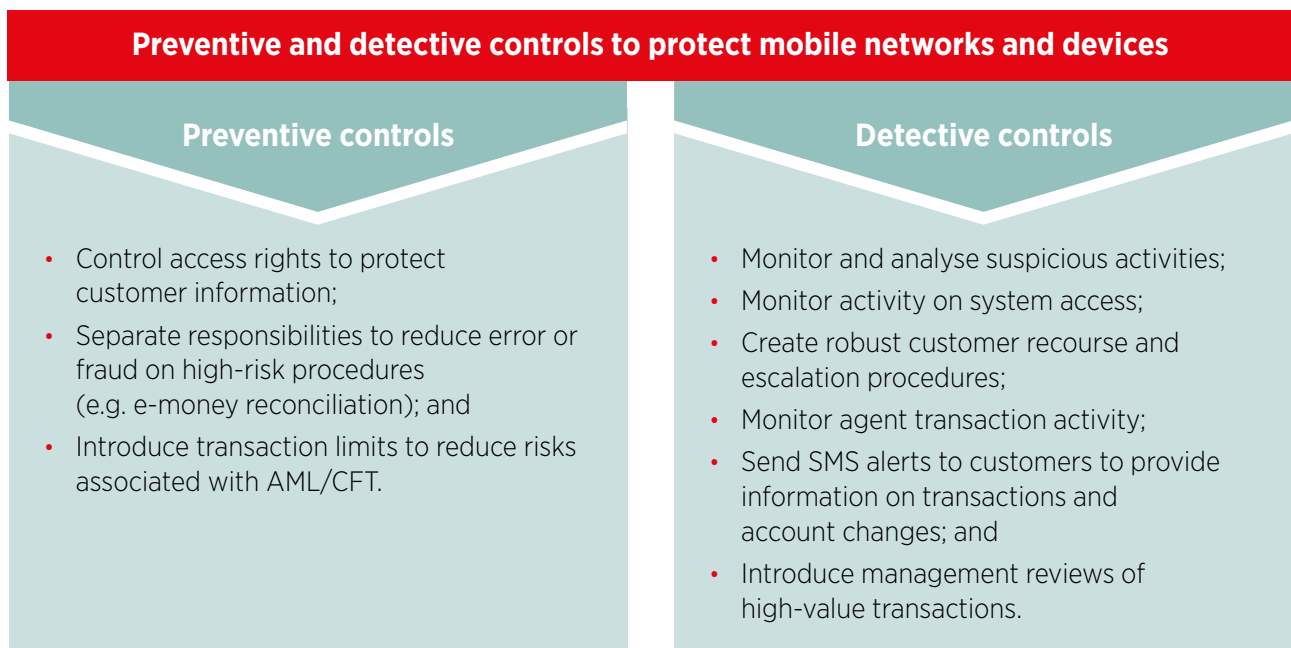 Preventive and detective controls to protect mobile networks and devices
Preventive controls
• Control access rights to protect
customer information;
• Separate responsibilities to reduce error or
fraud on high-risk procedures
(e.g. e-money reconciliation); and
• Introduce transaction limits to reduce risks
associated with AML/CFT.
Detective controls
• Monitor and analyse suspicious activities;
• Monitor activity on system access;
• Create robust customer recourse and
escalation procedures;
• Monitor agent transaction activity;
• Send SMS alerts to customers to provide
information on transactions and
account changes; and
• Introduce management reviews of
high-value transactions.